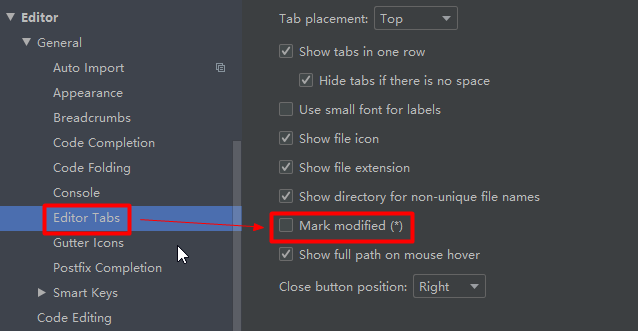 Editor
General
Auto Import
Appearance
Breadcrumbs
Code Completion
Code Folding
Console
Editor Tabs
Gutter Icons
Postfix Completion
Smart Keys
Code Editing
Tab placement: Top
Show tabs in one row
Hide tabs if there is no space
Use small font for labels
Show file icon
Show file extension
Show directory for non-unique file names
Mark modified (*)
Show full path on mouse hover
Close button position: Right